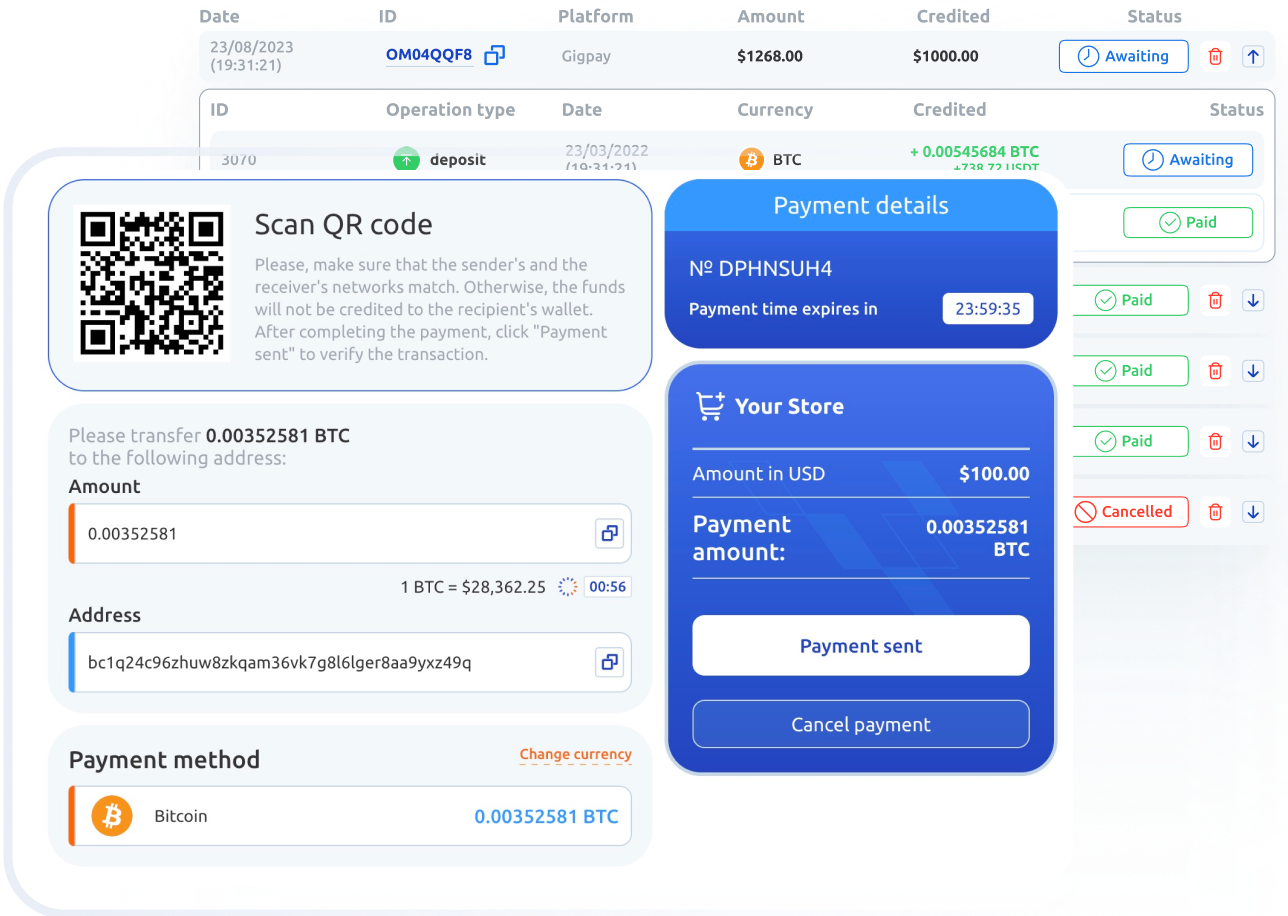 Date ID Platform Amount Credited Status
23/08/2023
(19:31:21)
OM04QQF8 Gigpay $1268.00 $1000.00 Awaiting
ID Operation type Date Currency Credited Status
3070 deposit 23/03/2022
(19:31:21)
BTC + 0.00545684 BTC
+738.72 USDT
Awaiting
Paid
Paid
Paid
Paid
Cancelled
Scan QR code
Please, make sure that the sender's and the
receiver's networks match. Otherwise, the funds
will not be credited to the recipient's wallet.
After completing the payment, click "Payment
sent" to verify the transaction.
Please transfer 0.00352581 BTC
to the following address:
Amount
0.00352581
1 BTC = $28,362.25 00:56
Address
bc1q24c96zhuw8zkqam36vk7g8l6lger8aa9yxz49q
Payment method Change currency
Bitcoin 0.00352581 BTC
Payment details
№ DPHNSUH4
Payment time expires in 23:59:35
Your Store
Amount in USD $100.00
Payment
amount:
0.00352581
BTC
Payment sent
Cancel payment